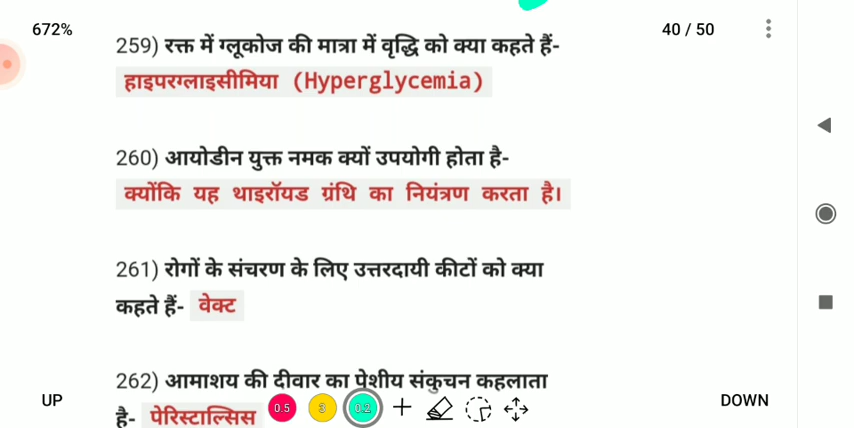 672%
40 / 50
259) रक्त में ग्लूकोज की मात्रा में वृद्धि को क्या कहते हैं-
हाइपरग्लाइसीमिया (Hyperglycemia)
260) आयोडीन युक्त नमक क्यों उपयोगी होता है-
क्योंकि यह थाइरॉयड ग्रंथि का नियंत्रण करता है।
261) रोगों के संचरण के लिए उत्तरदायी कीटों को क्या
कहते हैं- वेक्ट
262) आमाशय की दीवार का पेशीय संकुचन कहलाता
है- पेरिस्टाल्सिस
UP
0.5
3
0.2
DOWN